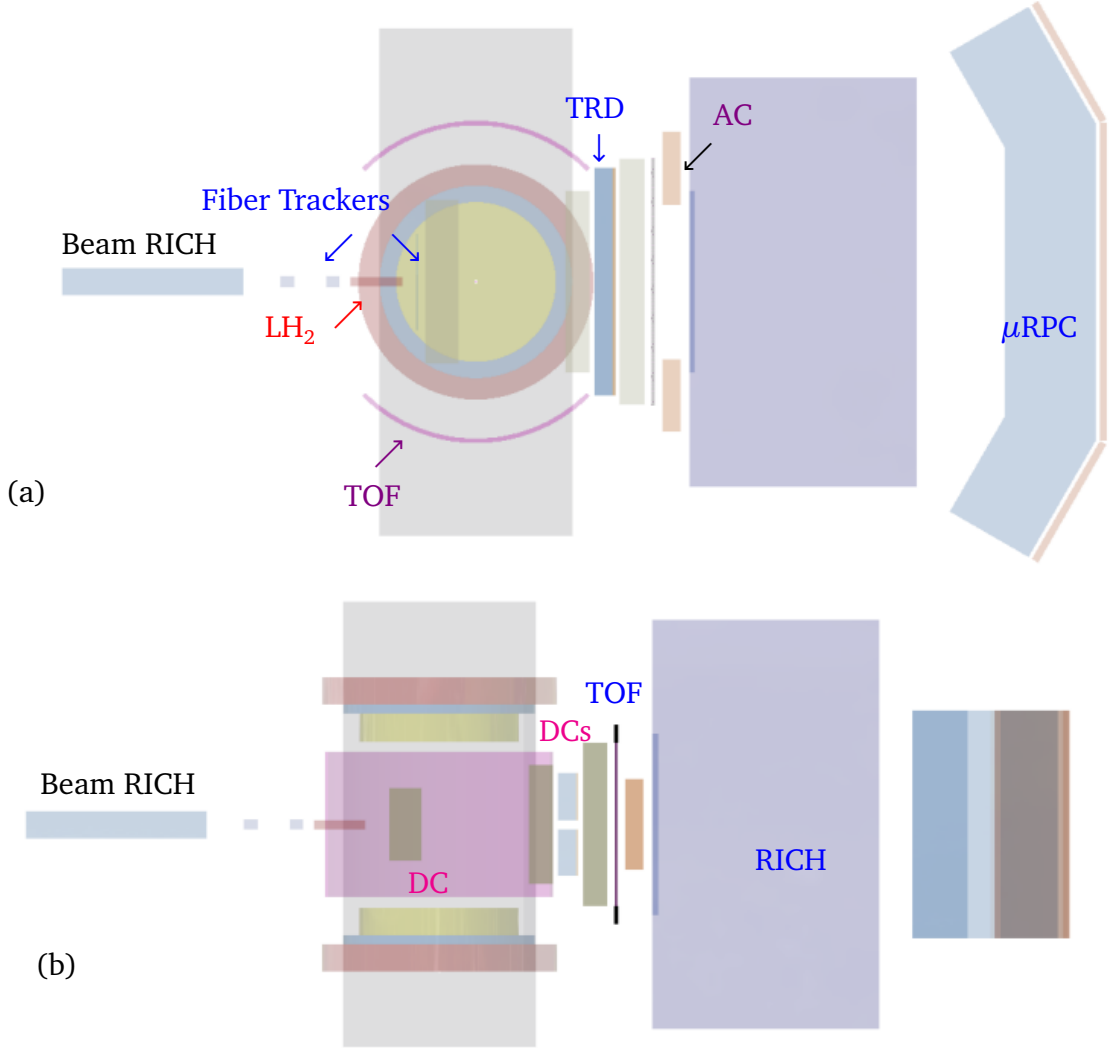 TRD
AC
Fiber Trackers
Beam RICH
LH₂
μRPC
TOF
(a)
TOF
DCs
Beam RICH
RICH
DC
(b)